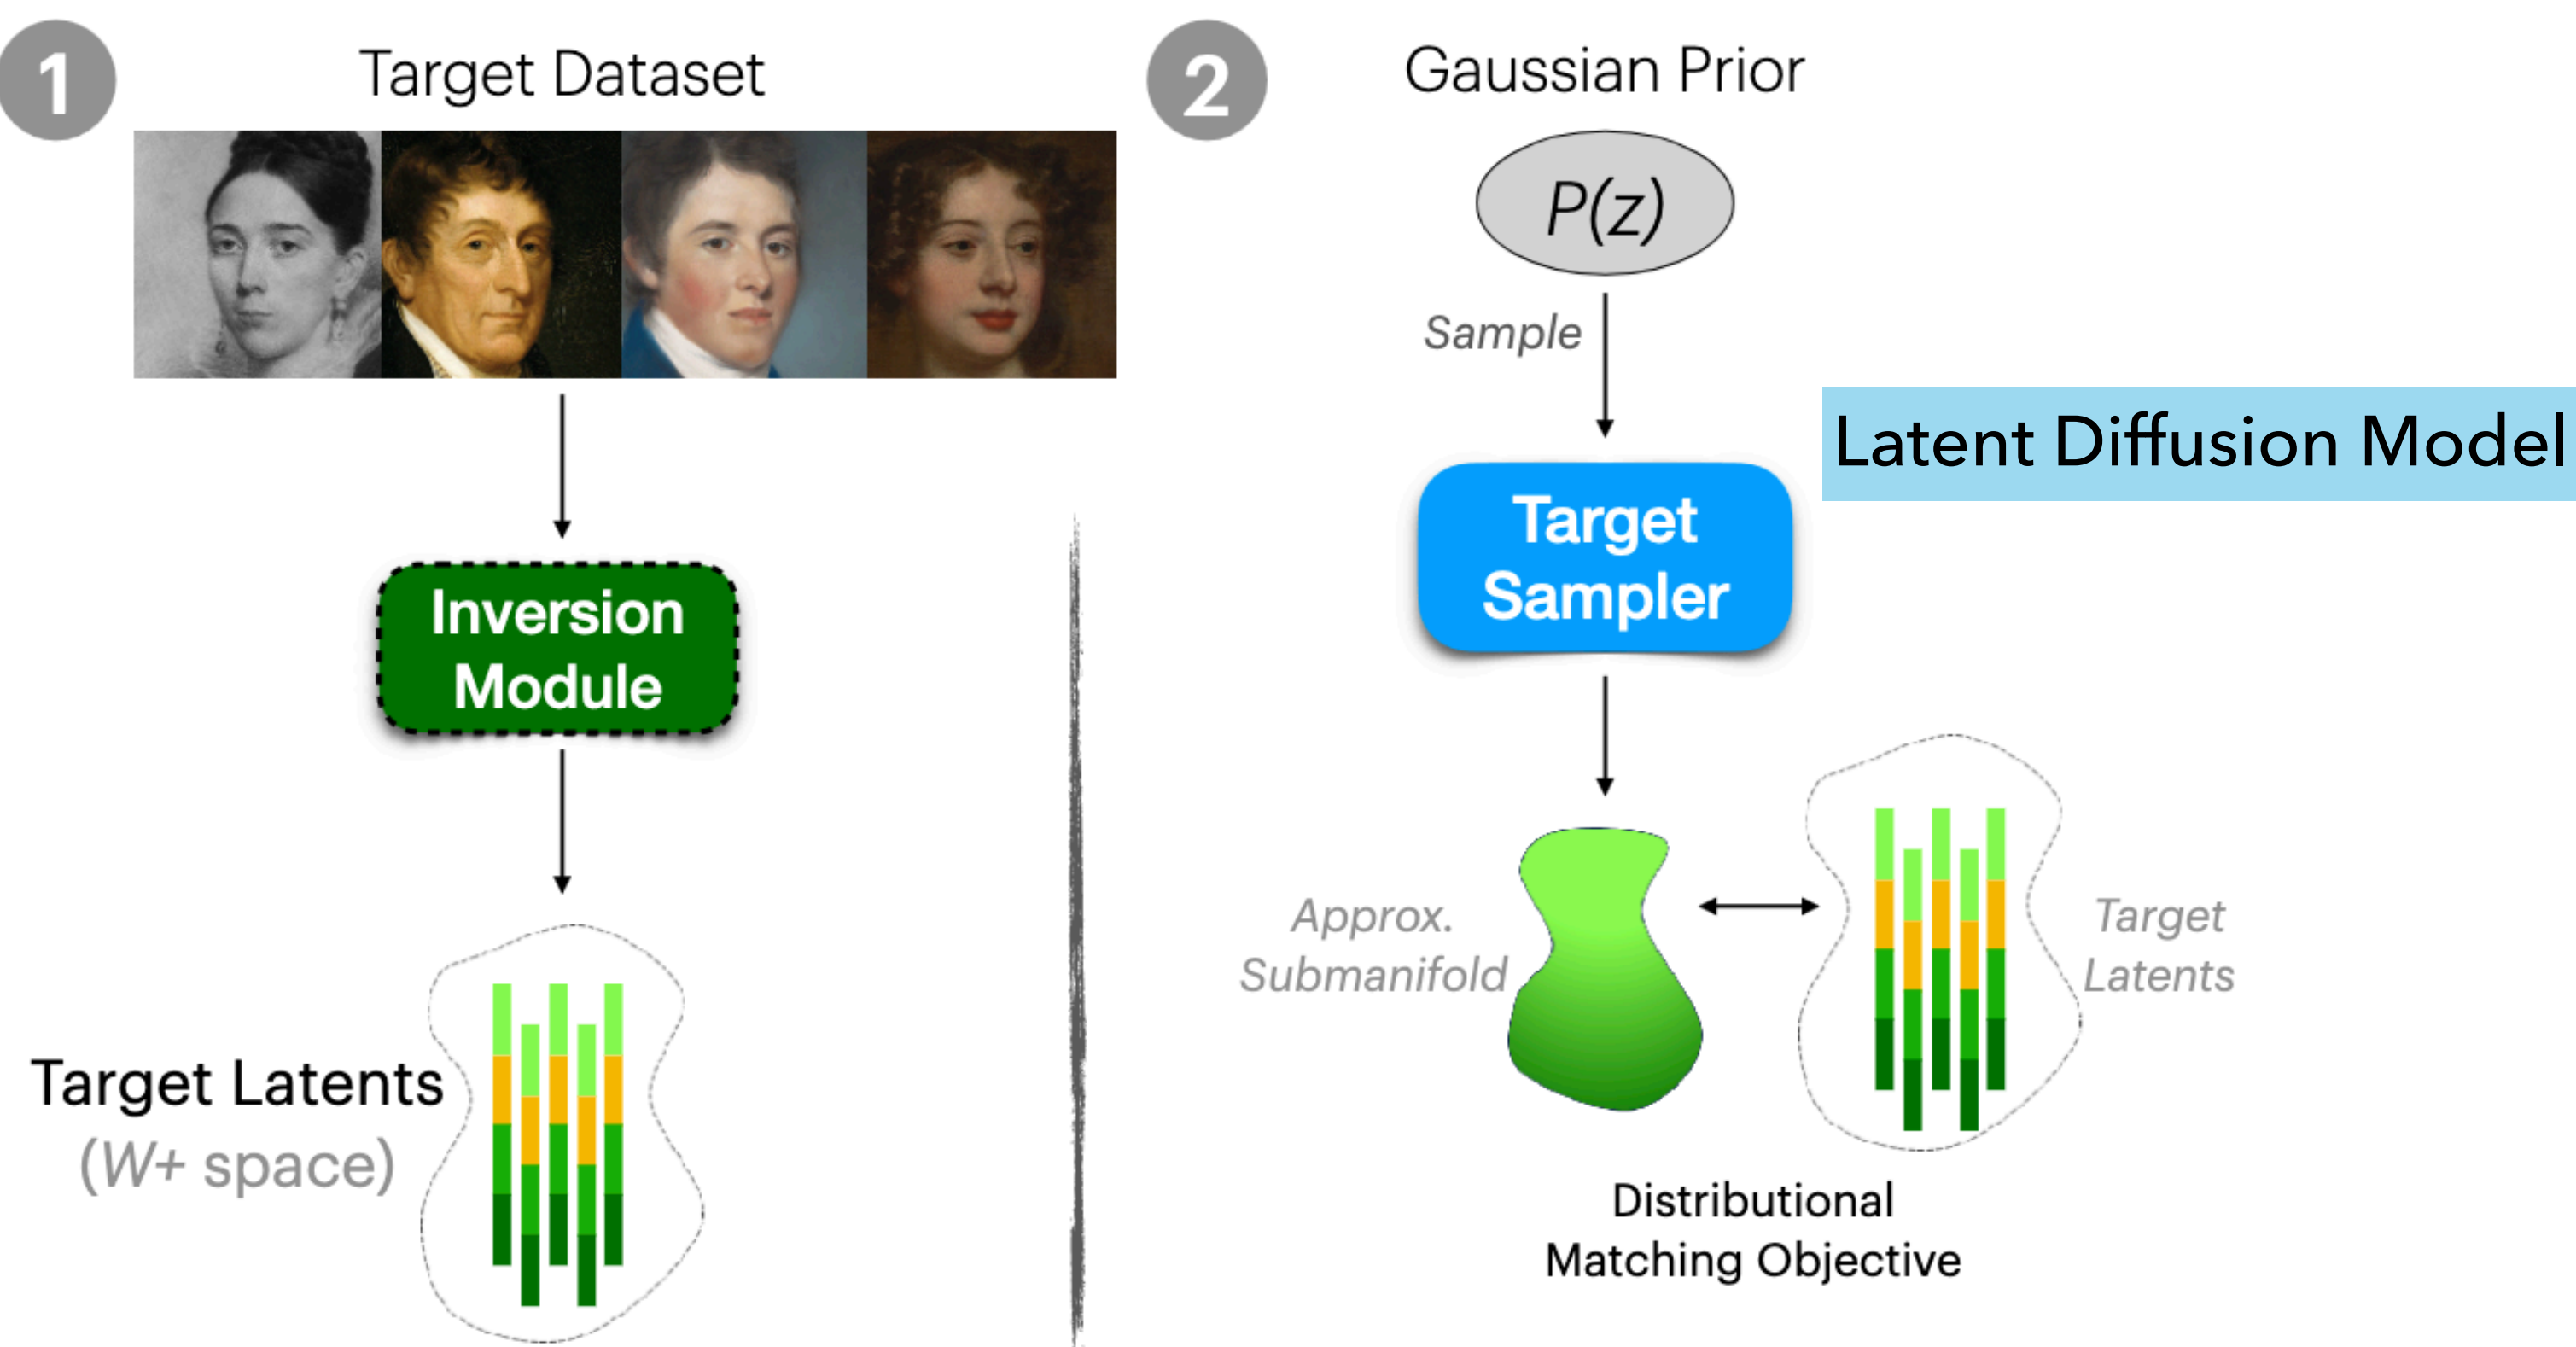 1
Target Dataset
Inversion
Module
Target Latents
(W+ space)
2
Gaussian Prior
P(z)
Sample
Latent Diffusion Model
Target
Sampler
Approx.
Submanifold
Target
Latents
Distributional
Matching Objective